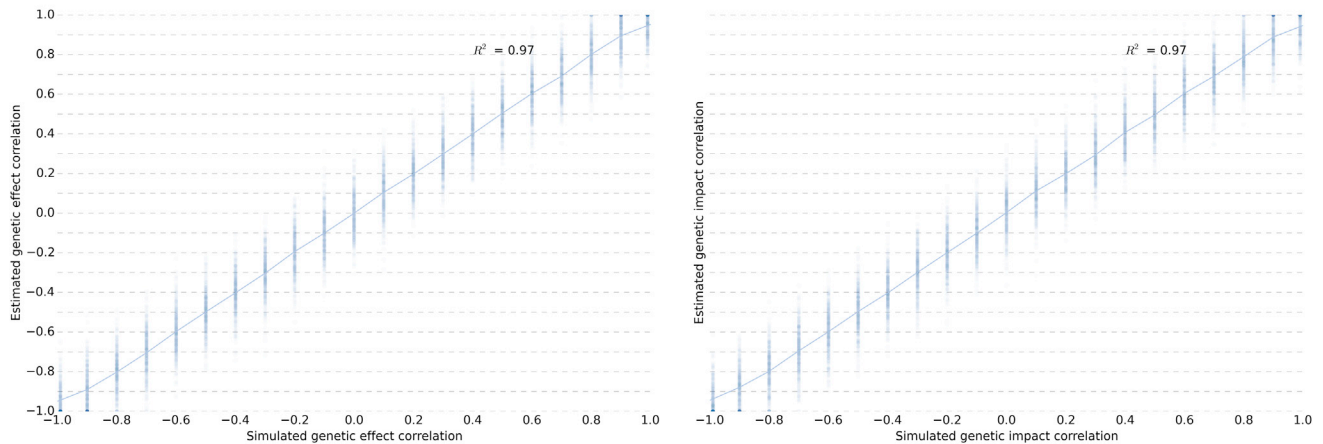 1.0
0.8
0.6
0.4
0.2
0.0
−0.2
−0.4
−0.6
−0.8
−1.0
Estimated genetic effect correlation
R² = 0.97
−0.8 −0.6 −0.4 −0.2 0.0 0.2 0.4 0.6 0.8 1.0
Simulated genetic effect correlation
Estimated genetic impact correlation
R² = 0.97
−1.0 −0.8 −0.6 −0.4 −0.2 0.0 0.2 0.4 0.6 0.8 1.0
Simulated genetic impact correlation